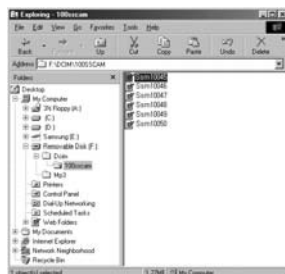 Exploring - 100sscam
File Edit View Go Favorites Tools Help
Back Up Cut Copy Paste Undo Delete
Address F:\DCIM\100SSCAM
Folders
Desktop
My Computer
3½ Floppy (A:)
(C:)
(D:)
Samsung (E:)
Removable Disk (F:)
Dcim
100sscam
Mp3
Printers
Control Panel
Dial-Up Networking
Scheduled Tasks
Web Folders
My Documents
Internet Explorer
Network Neighborhood
Recycle Bin
Ssm10045
Ssm10046
Ssm10047
Ssm10048
Ssm10049
Ssm10050
1 object(s) selected My Computer